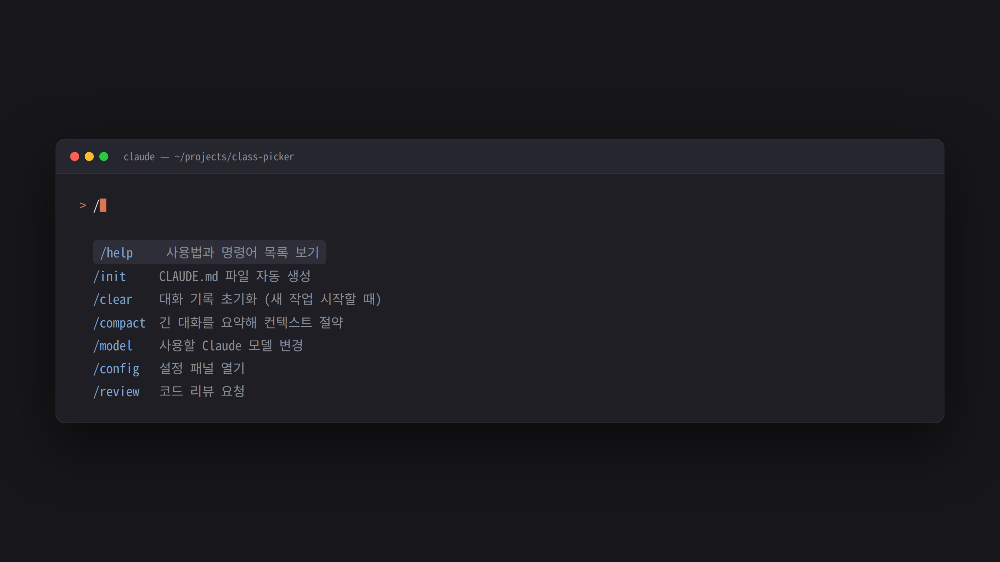 claude — ~/projects/class-picker
> /
/help 사용법과 명령어 목록 보기
/init CLAUDE.md 파일 자동 생성
/clear 대화 기록 초기화 (새 작업 시작할 때)
/compact 긴 대화를 요약해 컨텍스트 절약
/model 사용할 Claude 모델 변경
/config 설정 패널 열기
/review 코드 리뷰 요청